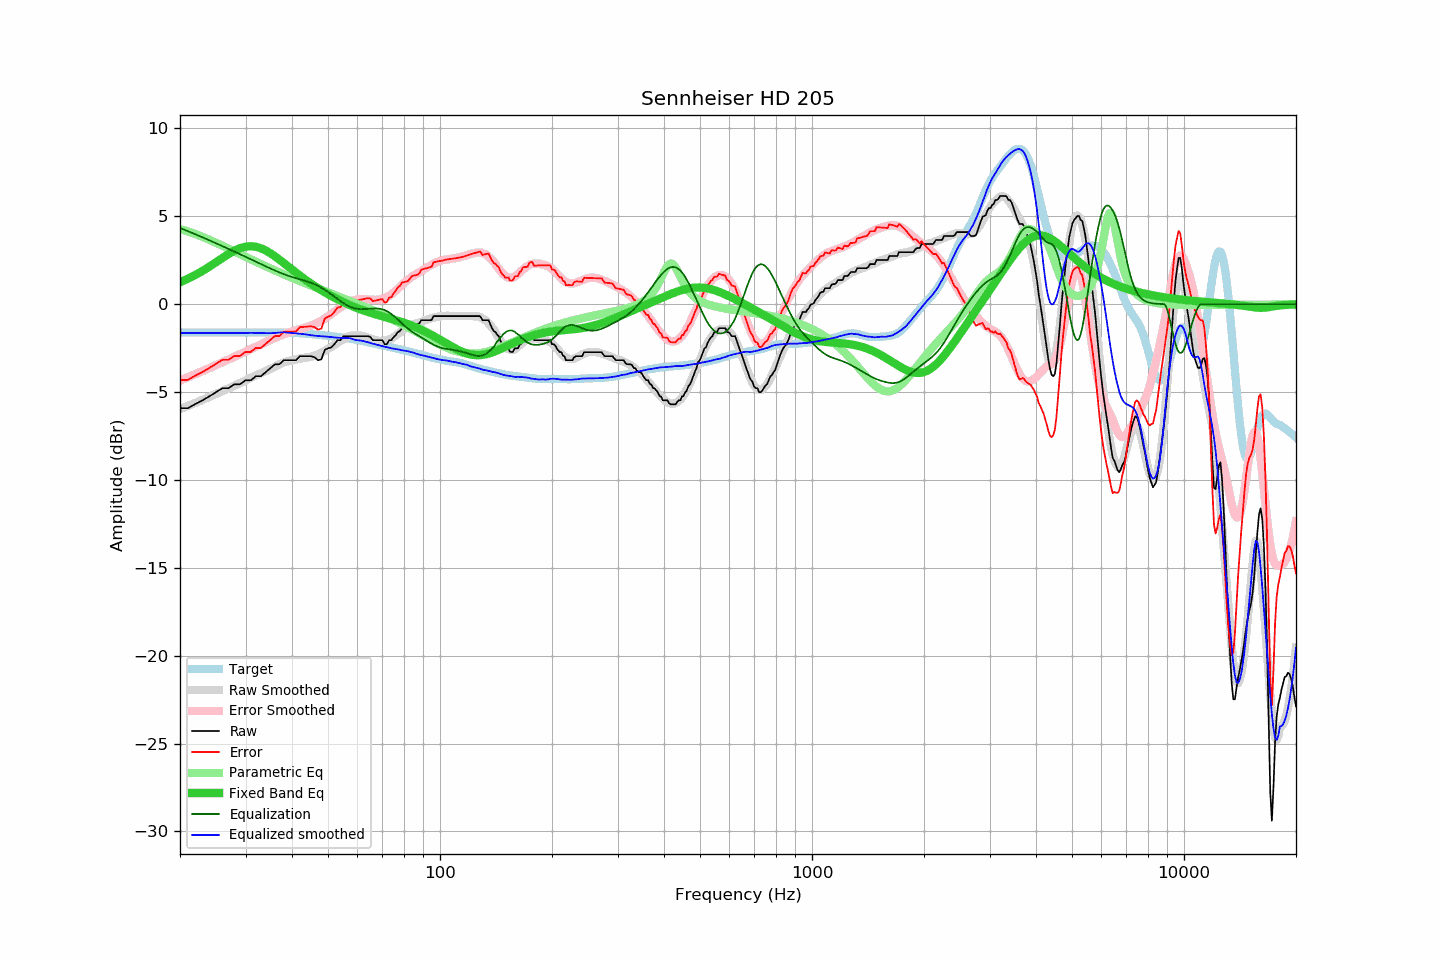 Sennheiser HD 205
10
5
0
−5
−10
−15
−20
−25
−30
Amplitude (dBr)
Target
Raw Smoothed
Error Smoothed
Raw
Error
Parametric Eq
Fixed Band Eq
Equalization
Equalized smoothed
100
1000
10000
Frequency (Hz)